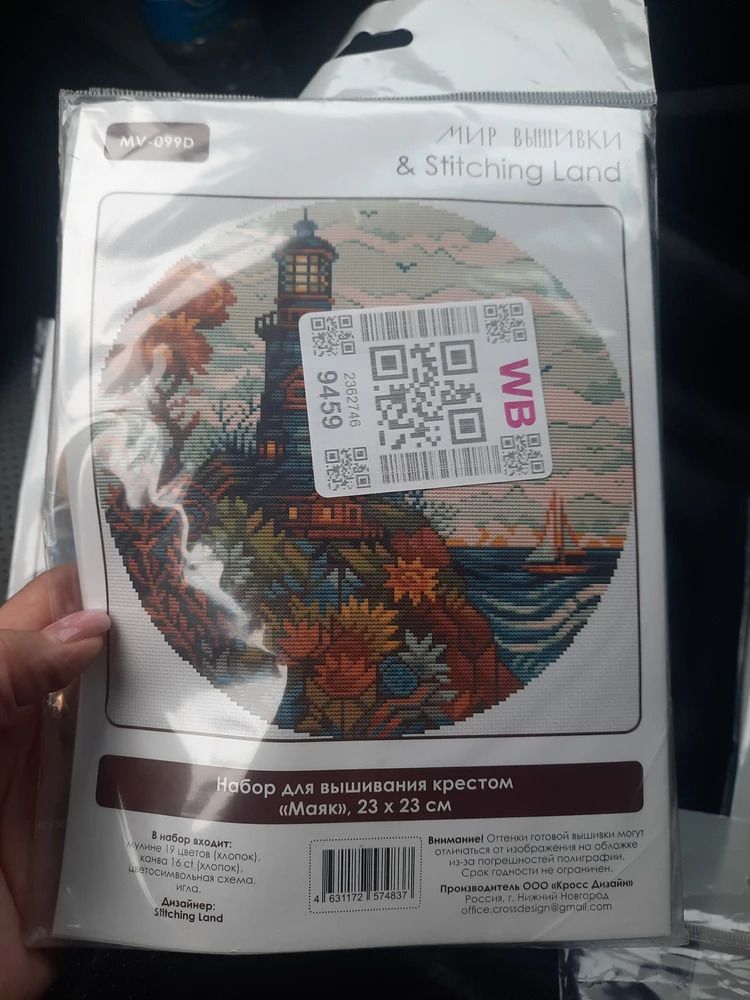 MV-099D
МИР ВЫШИВКИ
& Stitching Land
WB
2362746
9459
Набор для вышивания крестом
«Маяк», 23 х 23 см
В набор входит:
мулине 19 цветов (хлопок),
канва 16 ct (хлопок),
цветосимвольная схема,
игла.
Дизайнер:
Stitching Land
4 631172 574837
Внимание! Оттенки готовой вышивки могут
отличаться от изображения на обложке
из-за погрешностей полиграфии.
Срок годности не ограничен.
Производитель ООО «Кросс Дизайн»
Россия, г. Нижний Новгород
office.crossdesign@gmail.com